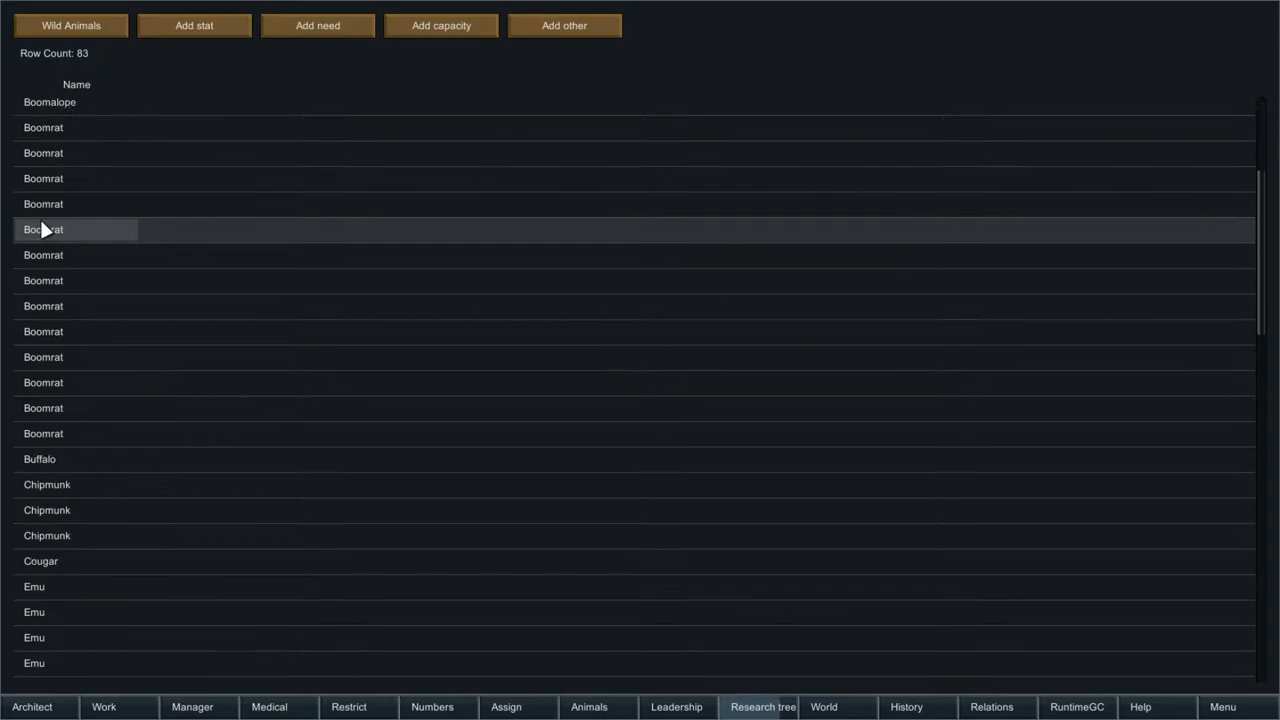 Wild Animals Add stat Add need Add capacity Add other
Row Count: 83
Name
Boomalope
Boomrat
Boomrat
Boomrat
Boomrat
Boomrat
Boomrat
Boomrat
Boomrat
Boomrat
Boomrat
Boomrat
Boomrat
Boomrat
Buffalo
Chipmunk
Chipmunk
Chipmunk
Cougar
Emu
Emu
Emu
Emu
Architect Work Manager Medical Restrict Numbers Assign Animals Leadership Research tree World History Relations RuntimeGC Help Menu